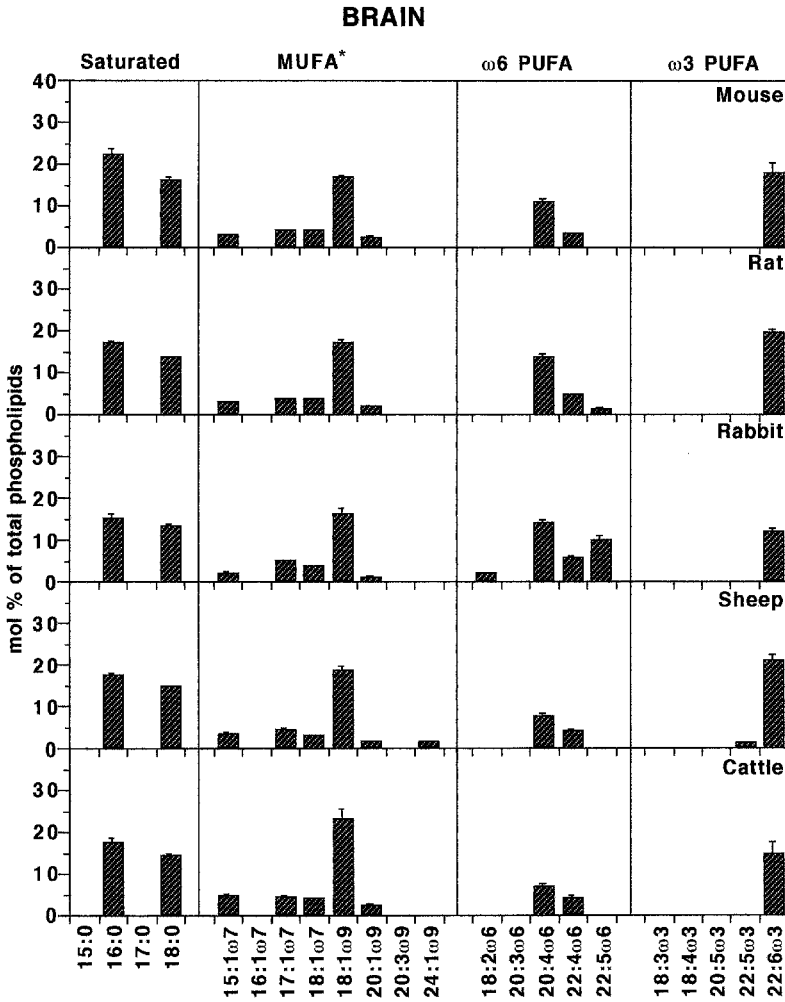 BRAIN
Saturated MUFA* ω6 PUFA ω3 PUFA
mol % of total phospholipids
40
30
20
10
0
Mouse
30
20
10
0
Rat
30
20
10
0
Rabbit
30
20
10
0
Sheep
30
20
10
0
Cattle
15:0
16:0
17:0
18:0
15:1ω7
16:1ω7
17:1ω7
18:1ω7
18:1ω9
20:1ω9
20:3ω9
24:1ω9
18:2ω6
20:3ω6
20:4ω6
22:4ω6
22:5ω6
18:3ω3
18:4ω3
20:5ω3
22:5ω3
22:6ω3